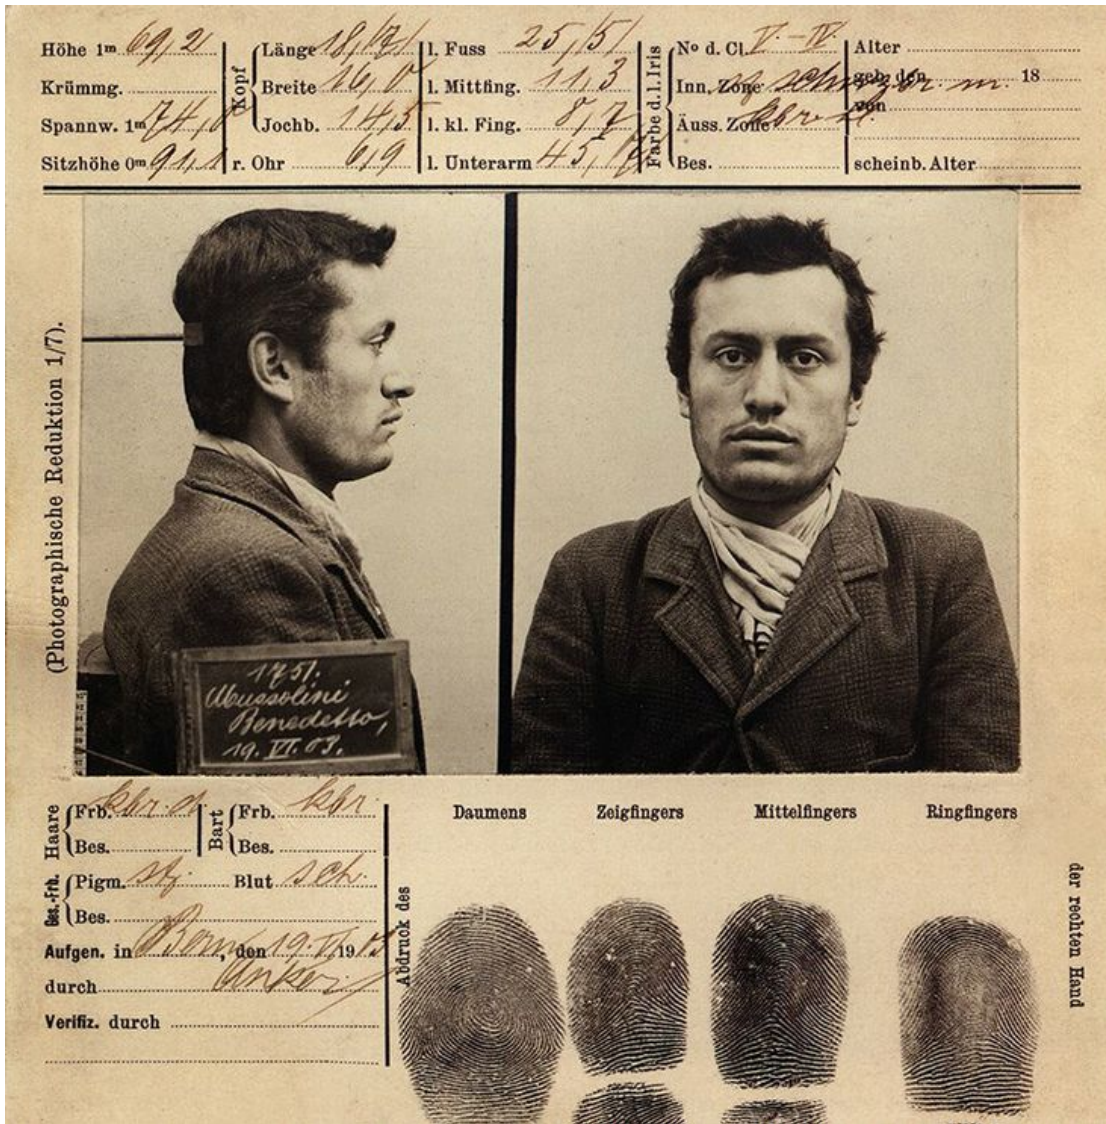 Höhe 1m 69,2
Krümmg.
Spannw. 1m 74,0
Sitzhöhe 0m 91,1
Kopf
Länge 18,7
Breite 16,0
Jochb. 14,5
r. Ohr 6,9
l. Fuss 25,5
l. Mittfing. 11,3
l. kl. Fing. 8,7
l. Unterarm 45,
Farbe d. l. Iris
No d. Cl. V.-IV
Inn. Zone
Äuss. Zone
Bes.
Alter
geb. den 18
von
scheinb. Alter
(Photographische Reduktion 1/7).
1751.
Mussolini
Benedetto,
19. VI. 03.
Haare
Frb. kbr. d
Bes.
Bart
Frb. kbr.
Bes.
Ges.-Frb.
Pigm. Blut sch.
Bes.
Aufgen. in Bern, den 19. VI 1903
durch
Verifiz. durch
Abdruck des
Daumens Zeigfingers Mittelfingers Ringfingers
der rechten Hand